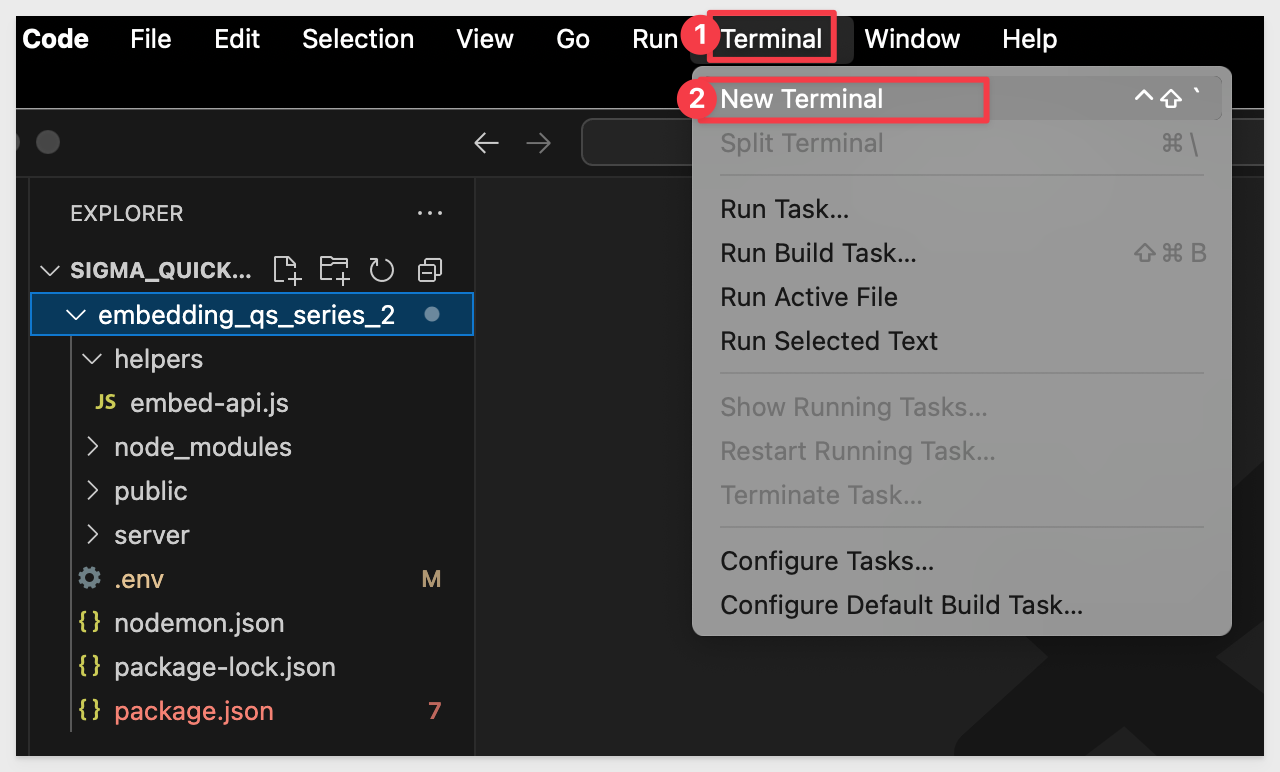 Code File Edit Selection View Go Run 1 Terminal Window Help
2 New Terminal ^⇧`
Split Terminal ⌘\
Run Task...
Run Build Task... ⇧⌘B
Run Active File
Run Selected Text
Show Running Tasks...
Restart Running Task...
Terminate Task...
Configure Tasks...
Configure Default Build Task...
EXPLORER ...
SIGMA_QUICK...
embedding_qs_series_2
helpers
JS embed-api.js
node_modules
public
server
.env M
{} nodemon.json
{} package-lock.json
{} package.json 7